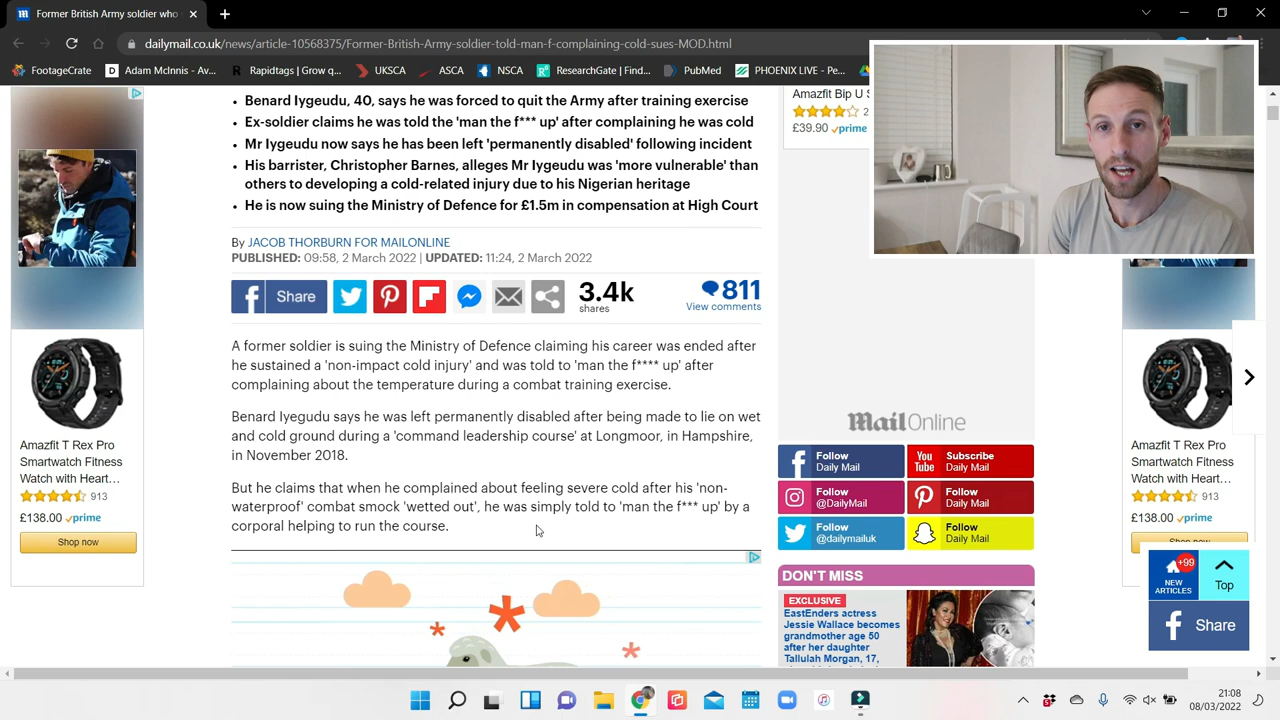 Former British Army soldier who
dailymail.co.uk/news/article-10568375/Former-British-Army-soldier-told-man-f-complaining-cold-sues-MOD.html
FootageCrate
Adam McInnis - Av...
Rapidtags | Grow q...
UKSCA
ASCA
NSCA
ResearchGate | Find...
PubMed
PHOENIX LIVE - Pe...
• Benard Iygeudu, 40, says he was forced to quit the Army after training exercise
• Ex-soldier claims he was told the 'man the f*** up' after complaining he was cold
• Mr Iygeudu now says he has been left 'permanently disabled' following incident
• His barrister, Christopher Barnes, alleges Mr Iygeudu was 'more vulnerable' than
others to developing a cold-related injury due to his Nigerian heritage
• He is now suing the Ministry of Defence for £1.5m in compensation at High Court
By JACOB THORBURN FOR MAILONLINE
PUBLISHED: 09:58, 2 March 2022 | UPDATED: 11:24, 2 March 2022
Share
3.4k
shares
811
View comments
A former soldier is suing the Ministry of Defence claiming his career was ended after
he sustained a 'non-impact cold injury' and was told to 'man the f**** up' after
complaining about the temperature during a combat training exercise.
Benard Iyegudu says he was left permanently disabled after being made to lie on wet
and cold ground during a 'command leadership course' at Longmoor, in Hampshire,
in November 2018.
But he claims that when he complained about feeling severe cold after his 'non-
waterproof' combat smock 'wetted out', he was simply told to 'man the f*** up' by a
corporal helping to run the course.
Amazfit T Rex Pro
Smartwatch Fitness
Watch with Heart...
913
£138.00 prime
Shop now
Amazfit Bip U S
2
£39.90 prime
Mail Online
Follow
Daily Mail
You
Tube
Subscribe
Daily Mail
Follow
@DailyMail
Follow
Daily Mail
Follow
@dailymailuk
Follow
Daily Mail
DON'T MISS
EXCLUSIVE
EastEnders actress
Jessie Wallace becomes
grandmother age 50
after her daughter
Tallulah Morgan, 17,
Amazfit T Rex Pro
Smartwatch Fitness
Watch with Heart...
913
£138.00 prime
Shop now
+99
NEW
ARTICLES
Top
Share
21:08
08/03/2022